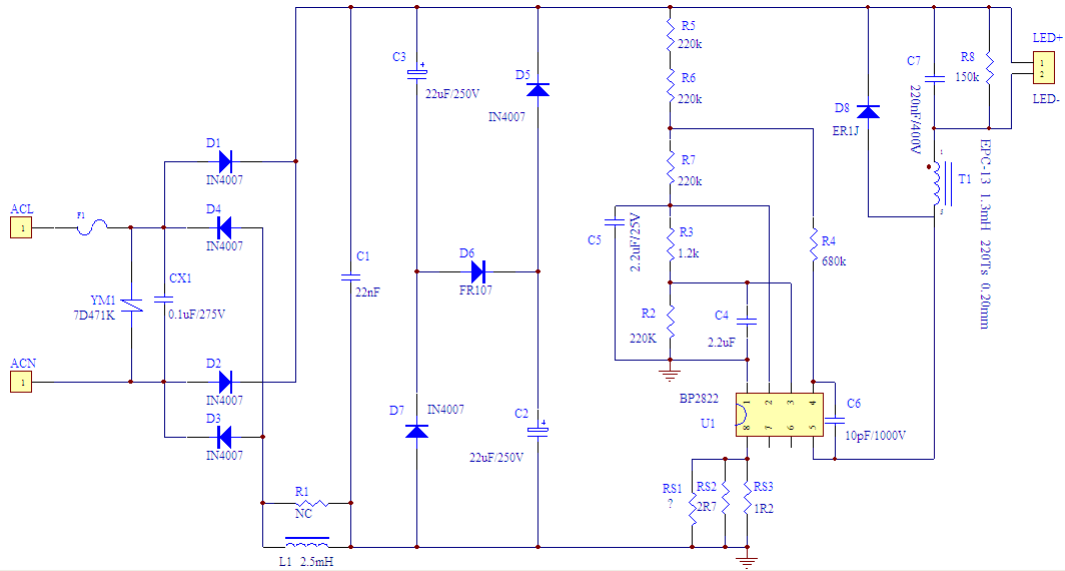 ACL
1
F1
YM1
7D471K
ACN
1
CX1
0.1uF/275V
D1
IN4007
D4
IN4007
D2
IN4007
D3
IN4007
R1
NC
L1 2.5mH
C1
22nF
C3
+
22uF/250V
D5
IN4007
D6
FR107
D7
IN4007
C2
+
22uF/250V
R5
220k
R6
220k
R7
220k
C5
2.2uF/25V
R3
1.2k
R2
220K
C4
2.2uF
R4
680k
BP2822
U1
1
2
3
4
8
7
6
5
C6
10pF/1000V
RS1
?
RS2
2R7
RS3
1R2
D8
ER1J
C7
220nF/400V
R8
150k
LED+
1
2
LED-
T1
EPC-13 1.3mH 220Ts 0.20mm